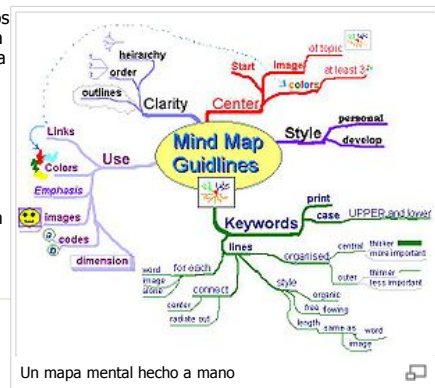 os
n
a
n
Mind Map
Guidlines
Center
Start
image
of topic
at least 3
3 colors
Style
personal
develop
Keywords
print
case
UPPER and lower
lines
organised
central
thicker
more important
outer
thinner
less important
style
organic
free flowing
length
same as
word
image
for each
word
image
alone
connect
center
radiate out
Use
Links
Colors
Emphasis
images
a
b
codes
dimension
Clarity
heirarchy
order
outlines
Un mapa mental hecho a mano